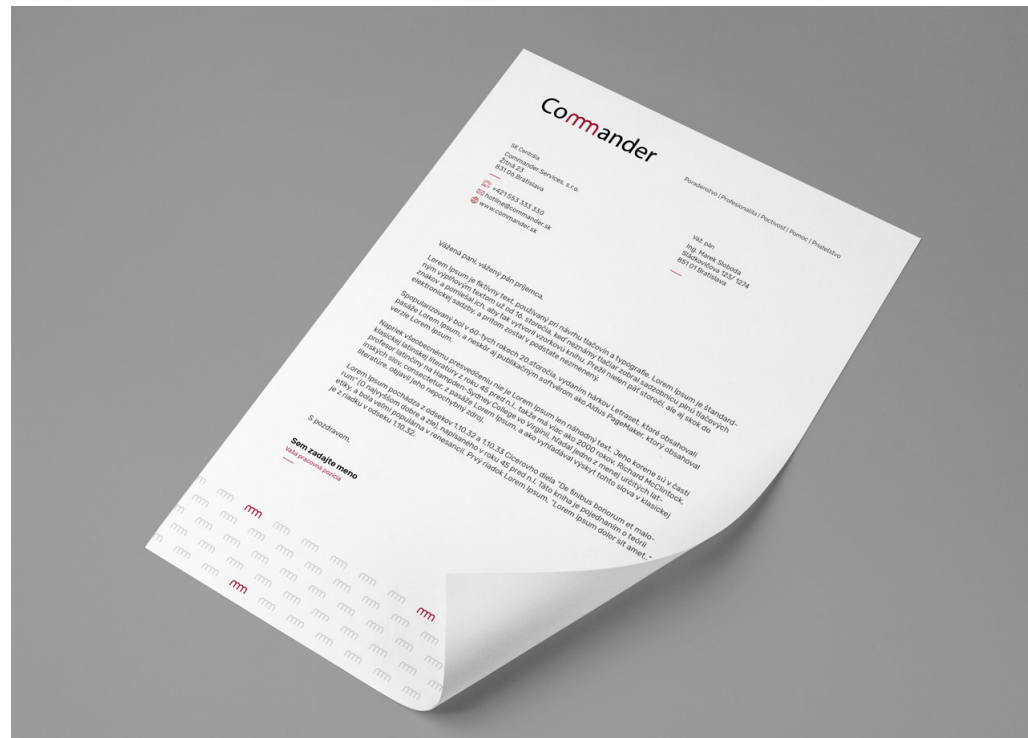 Commander
SK Centrála
Commander Services, s.r.o.
Žitná 23
831 06 Bratislava
+421 553 333 330
hotline@commander.sk
www.commander.sk
Poradenstvo | Profesionalita | Poctivosť | Pomoc | Priateľstvo
Váž. pán
Ing. Marek Sloboda
Sládkovičova 123/ 1274
851 01 Bratislava
Vážená pani, vážený pán príjemca,
Lorem Ipsum je fiktívny text, používaný pri návrhu tlačovín a typografie. Lorem Ipsum je štandard-
ným výplňovým textom už od 16. storočia, keď neznámy tlačiar zobral sadzobnicu plnú tlačových
znakov a pomiešal ich, aby tak vytvoril vzorkovú knihu. Prežil nielen päť storočí, ale aj skok do
elektronickej sadzby, a pritom zostal v podstate nezmenený.
Spopularizovaný bol v 60-tych rokoch 20.storočia, vydaním hárkov Letraset, ktoré obsahovali
pasáže Lorem Ipsum, a neskôr aj publikačným softvérom ako Aldus PageMaker, ktorý obsahoval
verzie Lorem Ipsum.
Napriek všeobecnému presvedčeniu nie je Lorem Ipsum len náhodný text. Jeho korene sú v časti
klasickej latinskej literatúry z roku 45 pred n.l., takže má viac ako 2000 rokov. Richard McClintock,
profesor latinčiny na Hampden-Sydney College vo Virgínii, hľadal jedno z menej určitých lat-
inských slov, consectetur, z pasáže Lorem Ipsum, a ako vyhľadával výskyt tohto slova v klasickej
literatúre, objavil jeho nepochybný zdroj.
Lorem Ipsum pochádza z odsekov 1.10.32 a 1.10.33 Cicerovho diela "De finibus bonorum et malo-
rum" (O najvyššom dobre a zle), napísaného v roku 45 pred n.l. Táto kniha je pojednaním o teórii
etiky, a bola veľmi populárna v renesancii. Prvý riadok Lorem Ipsum, "Lorem ipsum dolor sit amet.."
je z riadku v odseku 1.10.32.
S pozdravom,
Sem zadajte meno
Vaša pracovná pozícia